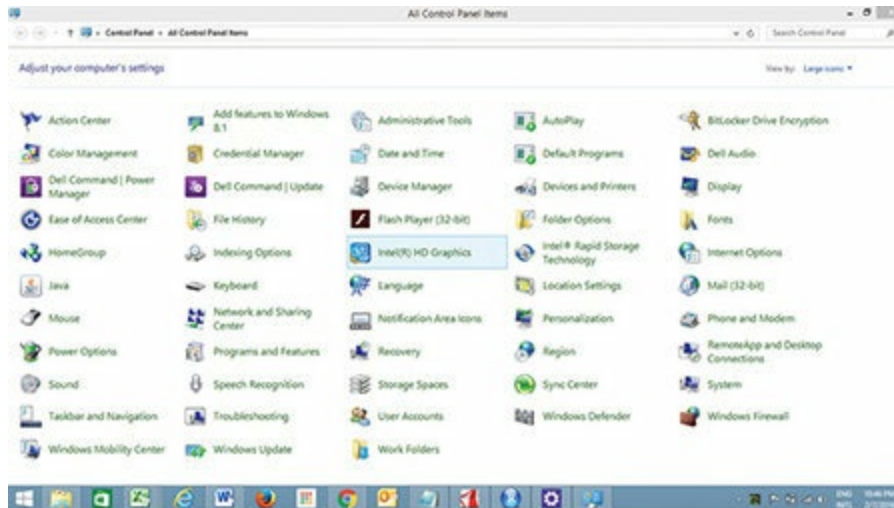 All Control Panel Items
Control Panel
All Control Panel Items
Search Control Panel
Adjust your computer's settings
View by: Large icons
Action Center
Add features to Windows
8.1
Administrative Tools
AutoPlay
BitLocker Drive Encryption
Color Management
Credential Manager
Date and Time
Default Programs
Dell Audio
Dell Command | Power
Manager
Dell Command | Update
Device Manager
Devices and Printers
Display
Ease of Access Center
File History
Flash Player (32-bit)
Folder Options
Fonts
HomeGroup
Indexing Options
Intel(R) HD Graphics
Intel® Rapid Storage
Technology
Internet Options
Java
Keyboard
Language
Location Settings
Mail (32-bit)
Mouse
Network and Sharing
Center
Notification Area Icons
Personalization
Phone and Modem
Power Options
Programs and Features
Recovery
Region
RemoteApp and Desktop
Connections
Sound
Speech Recognition
Storage Spaces
Sync Center
System
Taskbar and Navigation
Troubleshooting
User Accounts
Windows Defender
Windows Firewall
Windows Mobility Center
Windows Update
Work Folders
ENG
INTL
10:46 PM